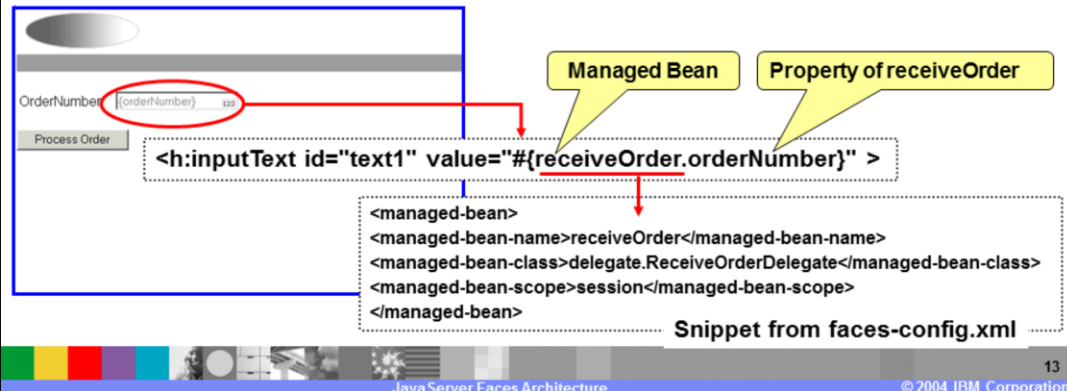 Managed Bean
Property of receiveOrder
OrderNumber {orderNumber} 123
Process Order
<h:inputText id="text1" value="#{receiveOrder.orderNumber}" >
<managed-bean>
<managed-bean-name>receiveOrder</managed-bean-name>
<managed-bean-class>delegate.ReceiveOrderDelegate</managed-bean-class>
<managed-bean-scope>session</managed-bean-scope>
</managed-bean>
Snippet from faces-config.xml
13
JavaServer Faces Architecture
© 2004 IBM Corporation